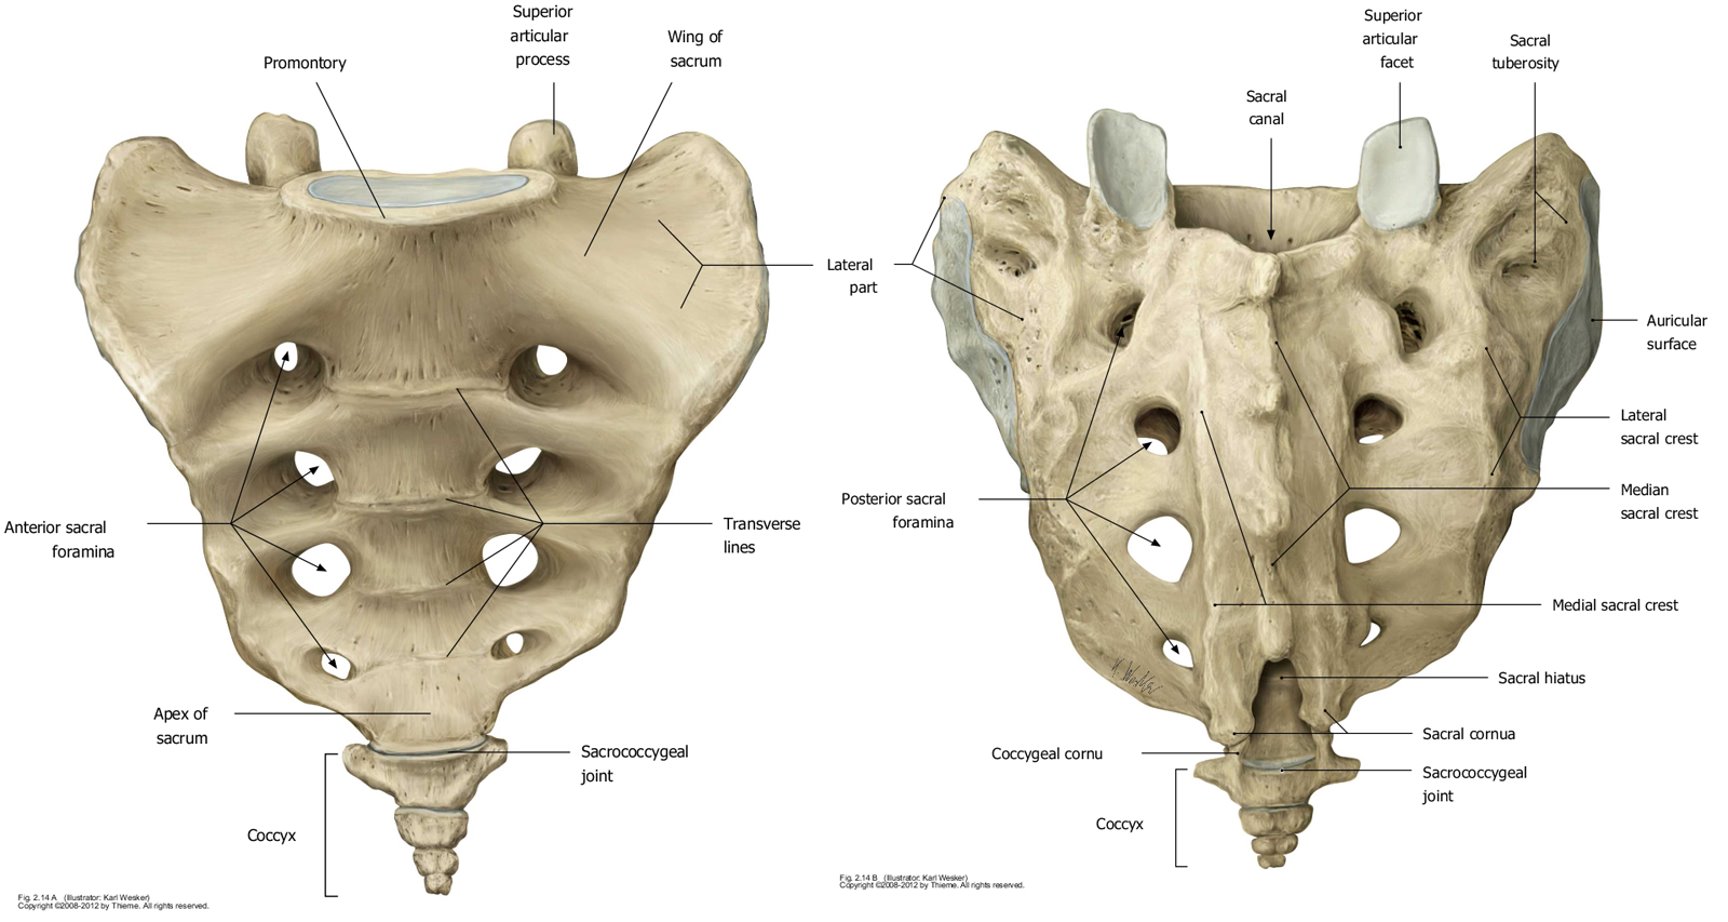 Superior
articular
process
Wing of
sacrum
Promontory
Lateral
part
Anterior sacral
foramina
Transverse
lines
Apex of
sacrum
Sacrococcygeal
joint
Coccyx
Fig. 2.14 A (Illustrator: Karl Wesker)
Copyright ©2008-2012 by Thieme. All rights reserved.
Superior
articular
facet
Sacral
tuberosity
Sacral
canal
Auricular
surface
Lateral
sacral crest
Posterior sacral
foramina
Median
sacral crest
Medial sacral crest
Sacral hiatus
Sacral cornua
Coccygeal cornu
Sacrococcygeal
joint
Coccyx
Fig. 2.14 B (Illustrator: Karl Wesker)
Copyright ©2008-2012 by Thieme. All rights reserved.